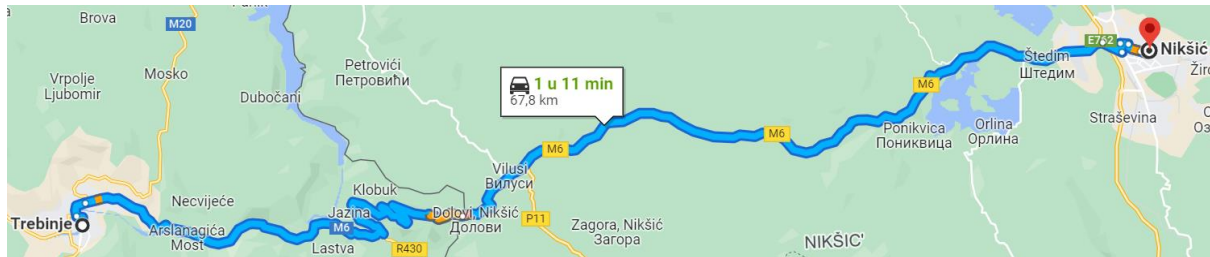 Brova
M20
Mosko
Vrpolje
Ljubomir
Dubočani
Petrovići
Петровићи
1 u 11 min
67,8 km
E762
Nikšić
Štedim
Штедим
M6
Straševina
Orlina
Орлина
Ponikvica
Пониквица
M6
M6
Vilusi
Вилуси
Klobuk
Necvijeće
Trebinje
Arslanagića
Most
Jazina
M6
Lastva
R430
Dolovi, Nikšić
Долови
P11
Zagora, Nikšić
Загора
NIKŠIĆ